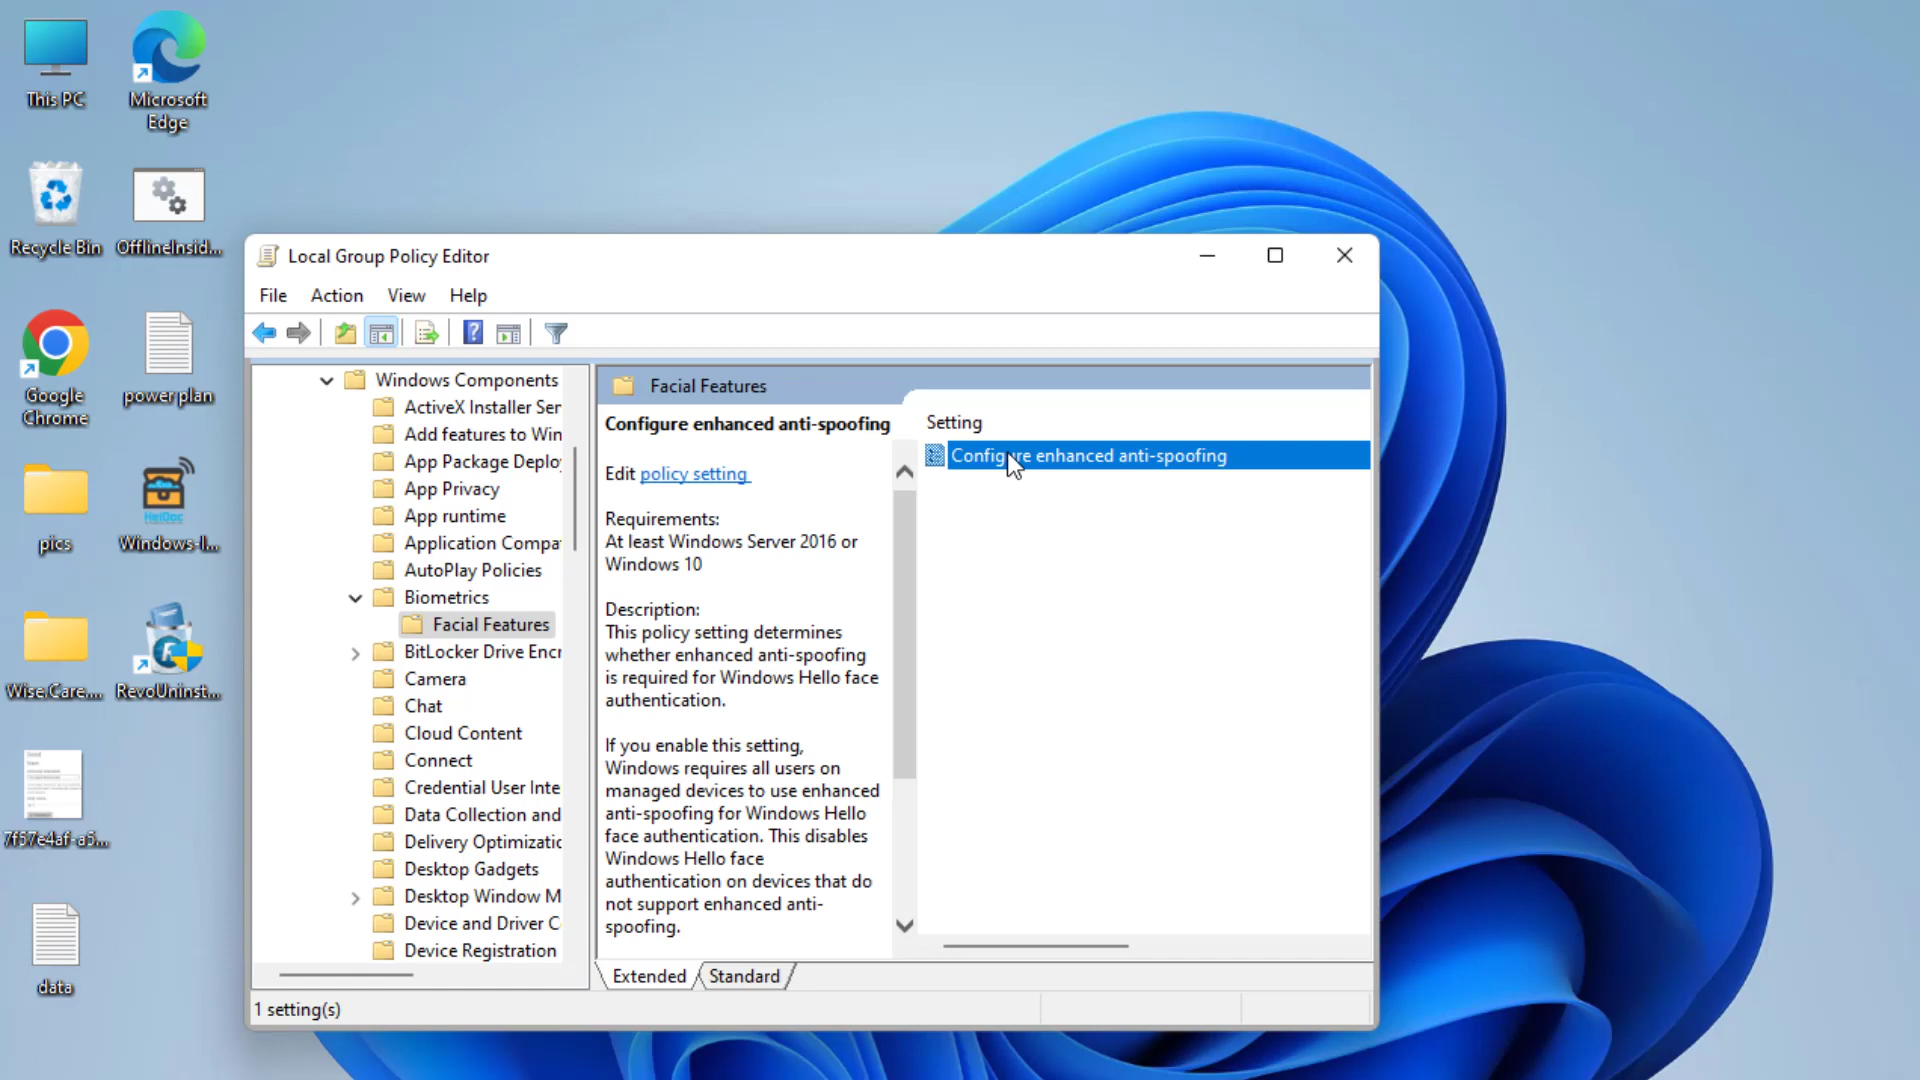 This PC
Microsoft
Edge
Recycle Bin
OfflineInsid...
Google
Chrome
power plan
pics
HeiDoc
Windows-I...
Wise.Care....
RevoUninst...
7f57e4af-a5...
data
Local Group Policy Editor
File
Action
View
Help
Windows Components
ActiveX Installer Ser
Add features to Win
App Package Deplo
App Privacy
App runtime
Application Compa
AutoPlay Policies
Biometrics
Facial Features
BitLocker Drive Encr
Camera
Chat
Cloud Content
Connect
Credential User Inte
Data Collection and
Delivery Optimizatio
Desktop Gadgets
Desktop Window M
Device and Driver C
Device Registration
Facial Features
Configure enhanced anti-spoofing
Edit policy setting
Requirements:
At least Windows Server 2016 or
Windows 10
Description:
This policy setting determines
whether enhanced anti-spoofing
is required for Windows Hello face
authentication.
If you enable this setting,
Windows requires all users on
managed devices to use enhanced
anti-spoofing for Windows Hello
face authentication. This disables
Windows Hello face
authentication on devices that do
not support enhanced anti-
spoofing.
Setting
Configure enhanced anti-spoofing
Extended
Standard
1 setting(s)